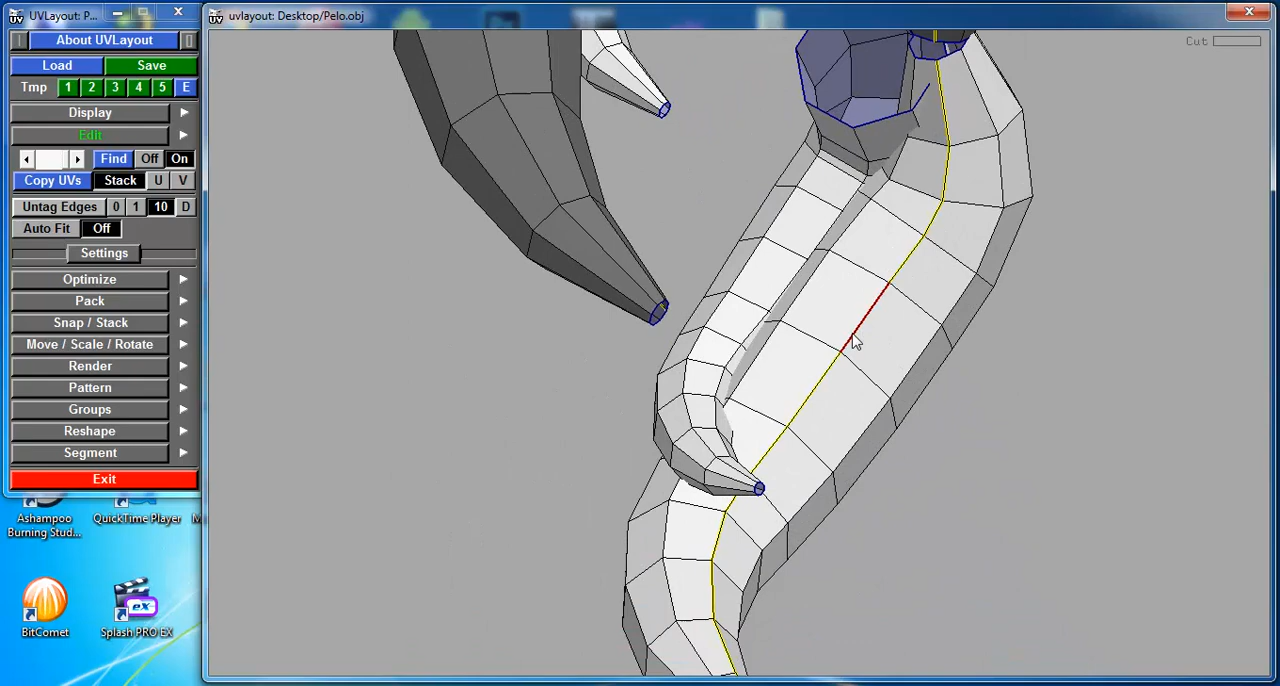 UVLayout: P...
uvlayout: Desktop/Pelo.obj
About UVLayout
Load Save
Tmp 1 2 3 4 5 E
Display
Edit
Find Off On
Copy UVs Stack U V
Untag Edges 0 1 10 D
Auto Fit Off
Settings
Optimize
Pack
Snap / Stack
Move / Scale / Rotate
Render
Pattern
Groups
Reshape
Segment
Exit
Cut
Ashampoo
Burning Stud...
QuickTime Player
BitComet
Splash PRO EX